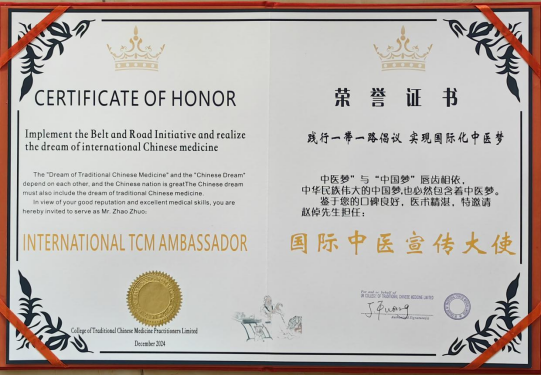 CERTIFICATE OF HONOR
Implement the Belt and Road Initiative and realize
the dream of international Chinese medicine
The "Dream of Traditional Chinese Medicine" and the "Chinese Dream"
depend on each other, and the Chinese nation is greatThe Chinese dream
must also include the dream of traditional Chinese medicine.
In view of your good reputation and excellent medical skills, you are
hereby invited to serve as Mr. Zhao Zhuo:
INTERNATIONAL TCM AMBASSADOR
College of Traditional Chinese Medicine Practitioners Limited
December 2024
荣誉证书
践行一带一路倡议 实现国际化中医梦
中医梦”与“中国梦”唇齿相依,
中华民族伟大的中国梦,也必然包含着中医梦。
鉴于您的口碑良好,医术精湛,特邀请
赵倬先生担任:
国际中医宣传大使
For and on behalf of